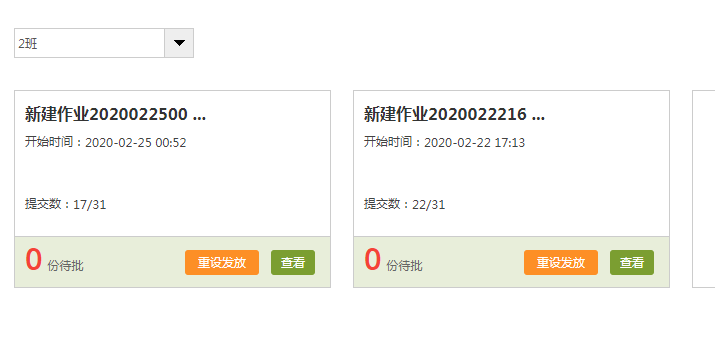 2班
新建作业2020022500 ...
开始时间：2020-02-25 00:52
提交数：17/31
0 份待批
重设发放
查看
新建作业2020022216 ...
开始时间：2020-02-22 17:13
提交数：22/31
0 份待批
重设发放
查看